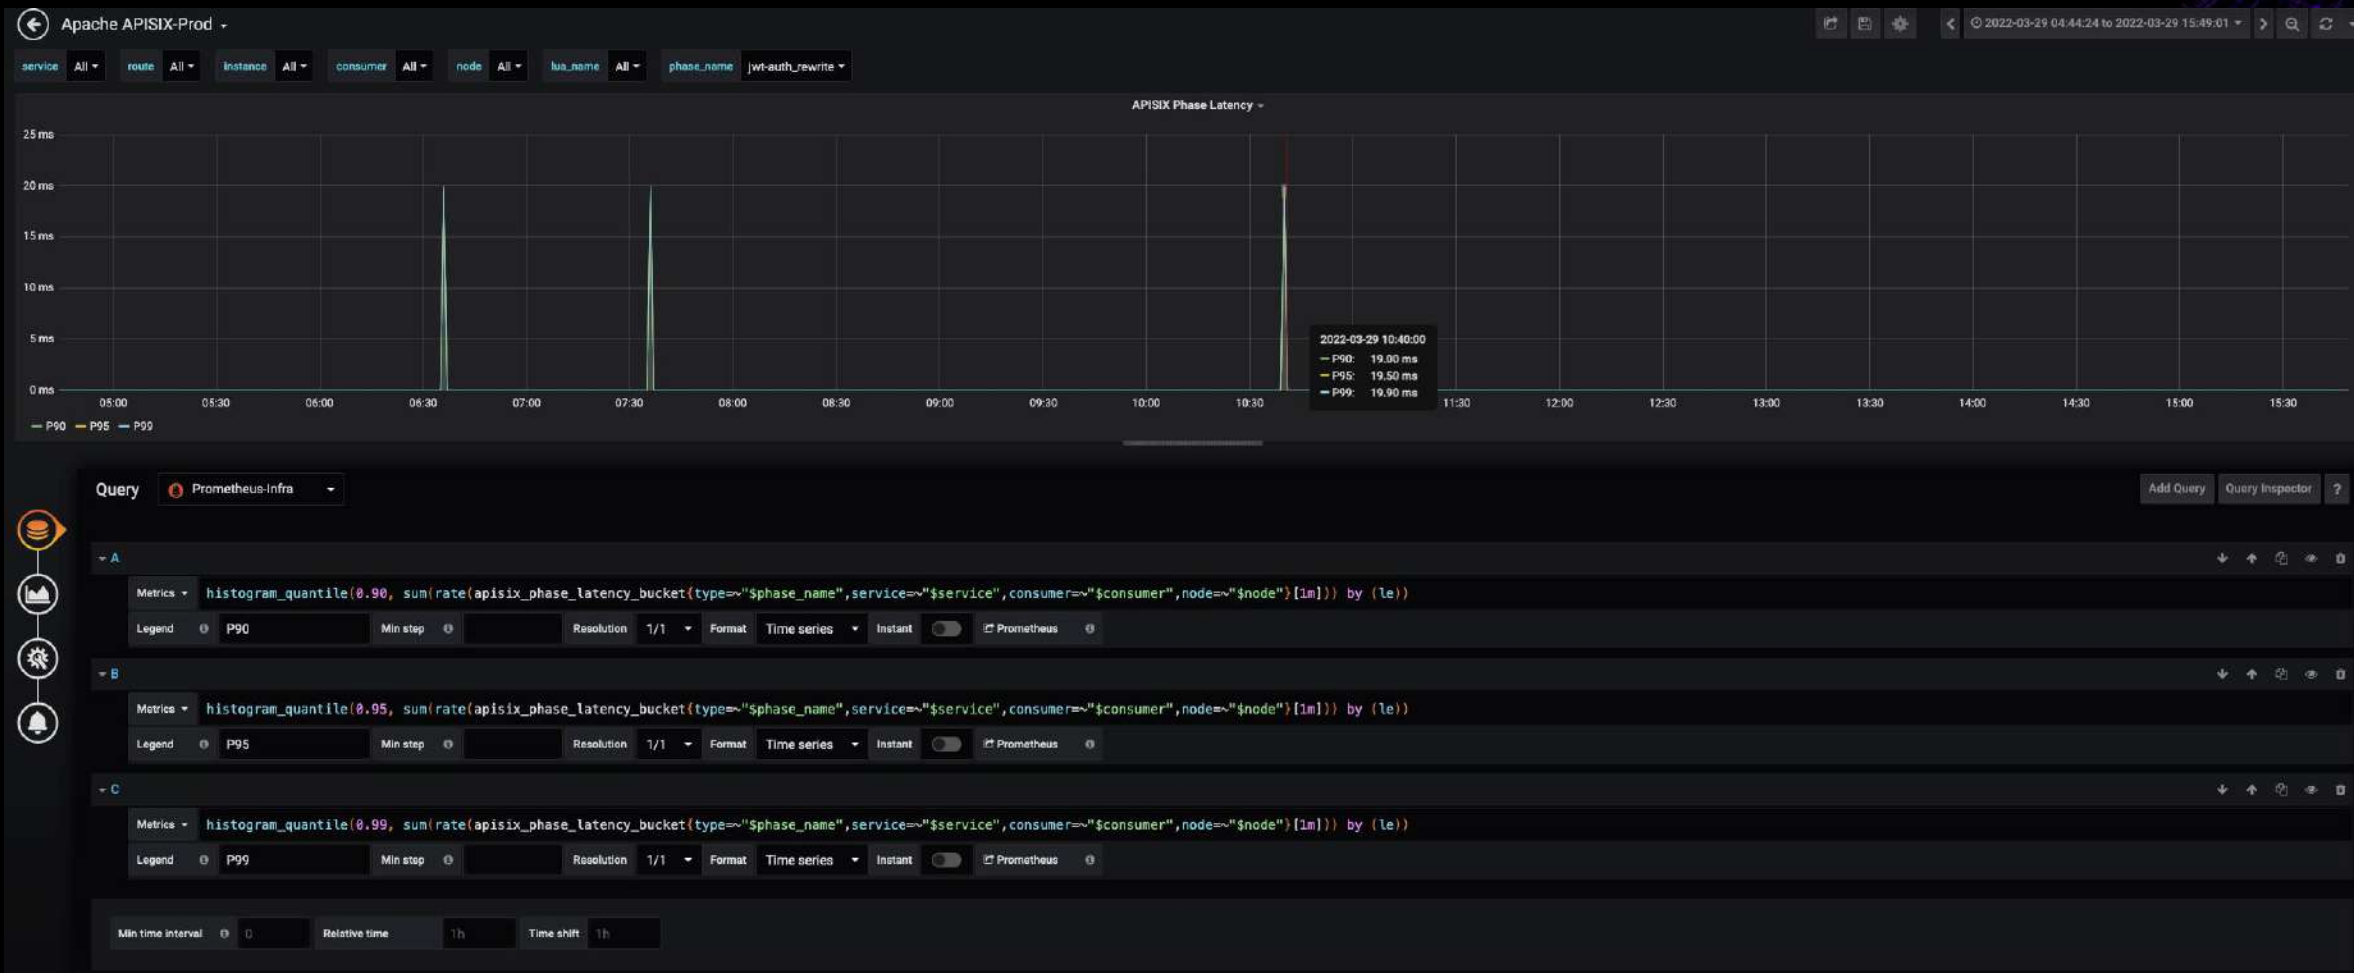 Apache APISIX-Prod
2022-03-29 04:44:24 to 2022-03-29 15:49:01
service All route All instance All consumer All node All lua_name All phase_name jwt-auth_rewrite
APISIX Phase Latency
25 ms
20 ms
15 ms
10 ms
5 ms
0 ms
2022-03-29 10:40:00
P90: 19.00 ms
P95: 19.50 ms
P99: 19.90 ms
05:00 05:30 06:00 06:30 07:00 07:30 08:00 08:30 09:00 09:30 10:00 10:30 11:30 12:00 12:30 13:00 13:30 14:00 14:30 15:00 15:30
P90 P95 P99
Query Prometheus-Infra Add Query Query Inspector ?
A
Metrics histogram_quantile(0.90, sum(rate(apisix_phase_latency_bucket{type=~"$phase_name",service=~"$service",consumer=~"$consumer",node=~"$node"}[1m])) by (le))
Legend P90 Min step Resolution 1/1 Format Time series Instant Prometheus
B
Metrics histogram_quantile(0.95, sum(rate(apisix_phase_latency_bucket{type=~"$phase_name",service=~"$service",consumer=~"$consumer",node=~"$node"}[1m])) by (le))
Legend P95 Min step Resolution 1/1 Format Time series Instant Prometheus
C
Metrics histogram_quantile(0.99, sum(rate(apisix_phase_latency_bucket{type=~"$phase_name",service=~"$service",consumer=~"$consumer",node=~"$node"}[1m])) by (le))
Legend P99 Min step Resolution 1/1 Format Time series Instant Prometheus
Min time interval 0 Relative time 1h Time shift 1h